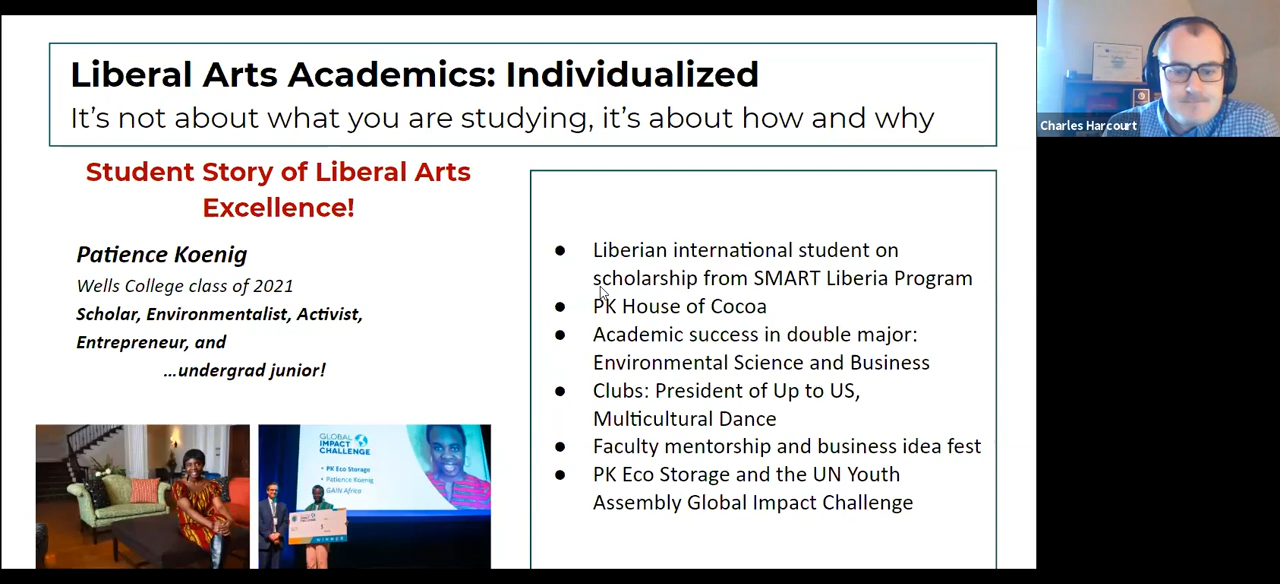 Liberal Arts Academics: Individualized
It's not about what you are studying, it's about how and why
Student Story of Liberal Arts
Excellence!
Patience Koenig
Wells College class of 2021
Scholar, Environmentalist, Activist,
Entrepreneur, and
...undergrad junior!
GLOBAL
IMPACT
CHALLENGE
• PK Eco Storage
• Patience Koenig
GAIN Africa
WINNER
● Liberian international student on
scholarship from SMART Liberia Program
● PK House of Cocoa
● Academic success in double major:
Environmental Science and Business
● Clubs: President of Up to US,
Multicultural Dance
● Faculty mentorship and business idea fest
● PK Eco Storage and the UN Youth
Assembly Global Impact Challenge
Charles Harcourt